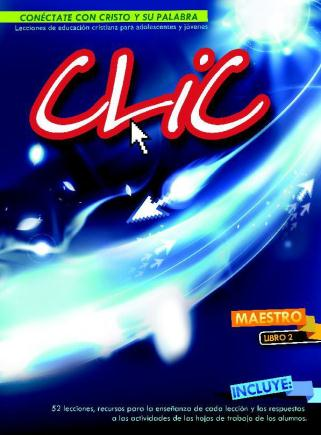 CONÉCTATE CON CRISTO Y SU PALABRA
Lecciones de educación cristiana para adolescentes y jóvenes
CLIC
MAESTRO
LIBRO 2
INCLUYE:
52 lecciones, recursos para la enseñanza de cada lección y las respuestas
a las actividades de las hojas de trabajo de los alumnos.